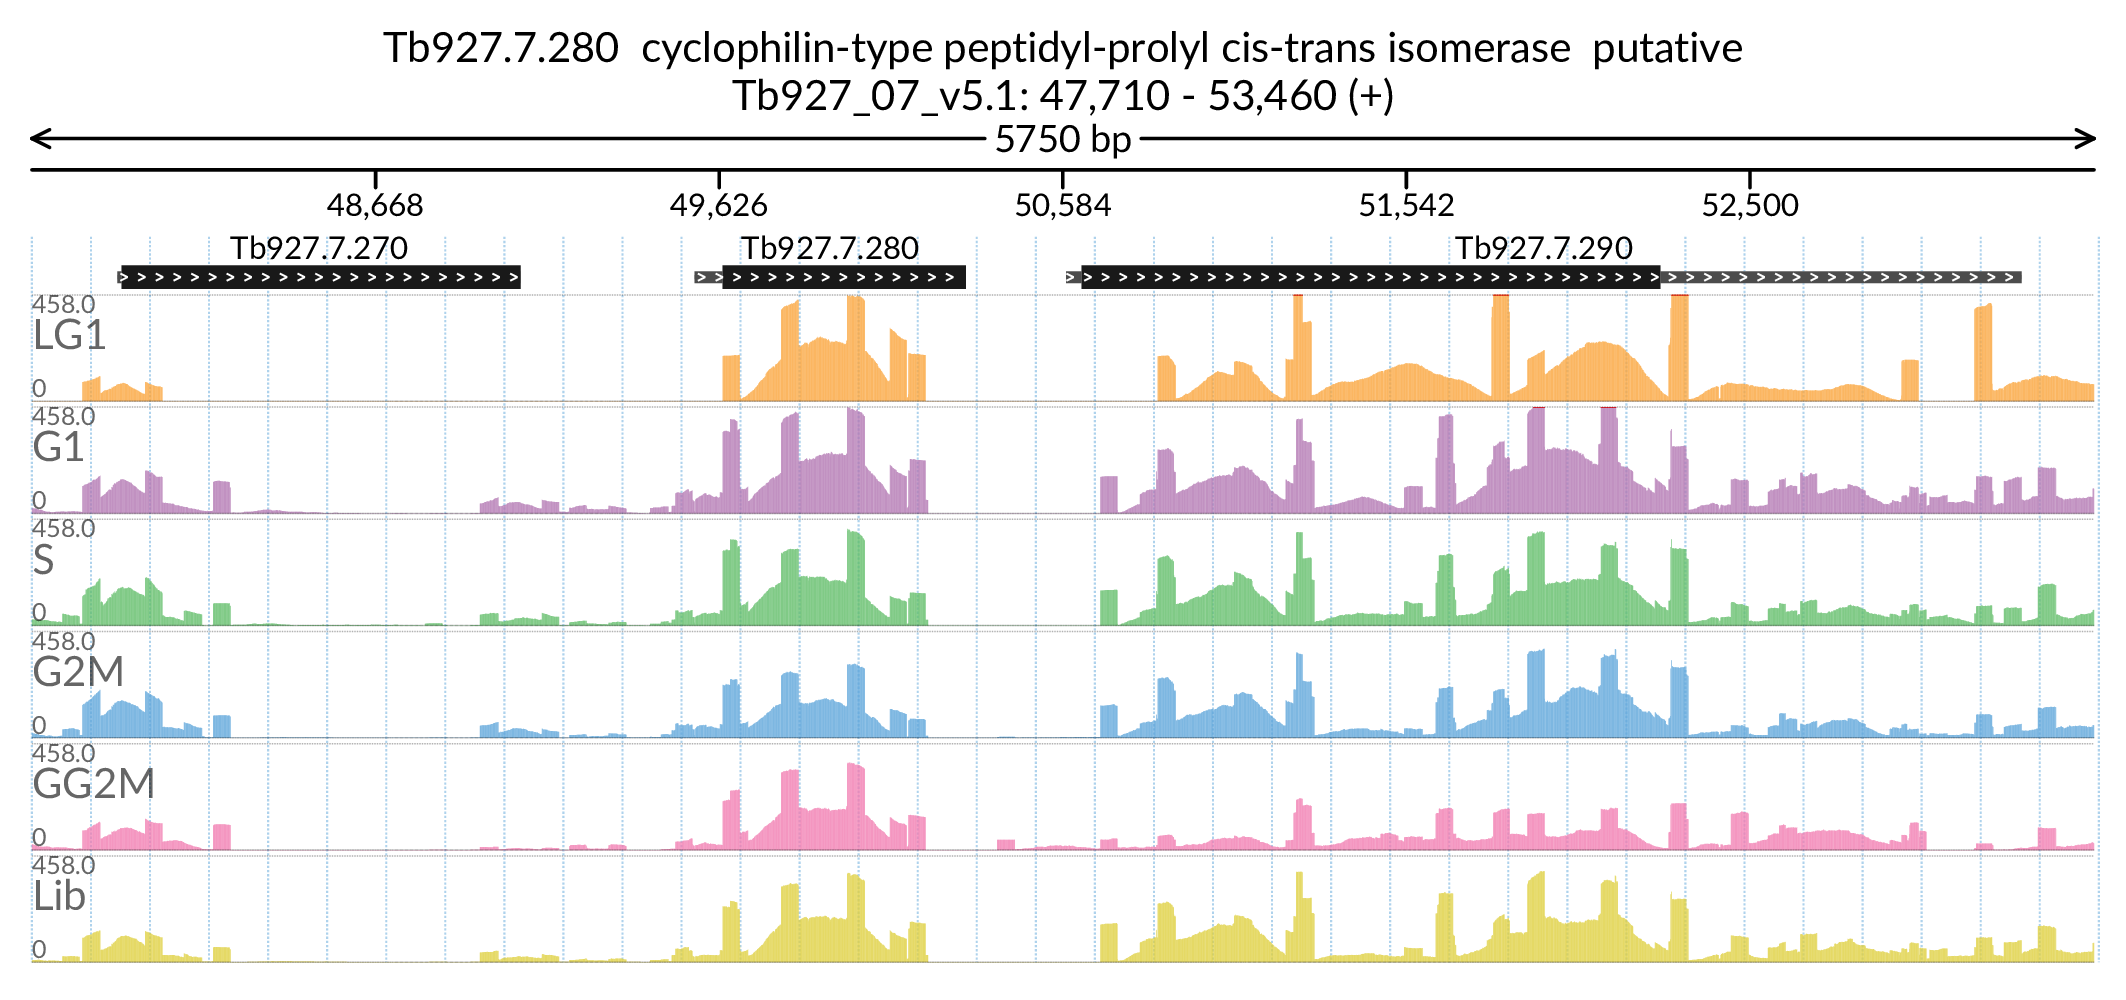 Tb927.7.280  cyclophilin-type peptidyl-prolyl cis-trans isomerase  putative
Tb927_07_v5.1: 47,710 - 53,460 (+)
5750 bp
48,668 49,626 50,584 51,542 52,500
Tb927.7.270 Tb927.7.280 Tb927.7.290
458.0
LG1
0
458.0
G1
0
458.0
S
0
458.0
G2M
0
458.0
GG2M
0
458.0
Lib
0